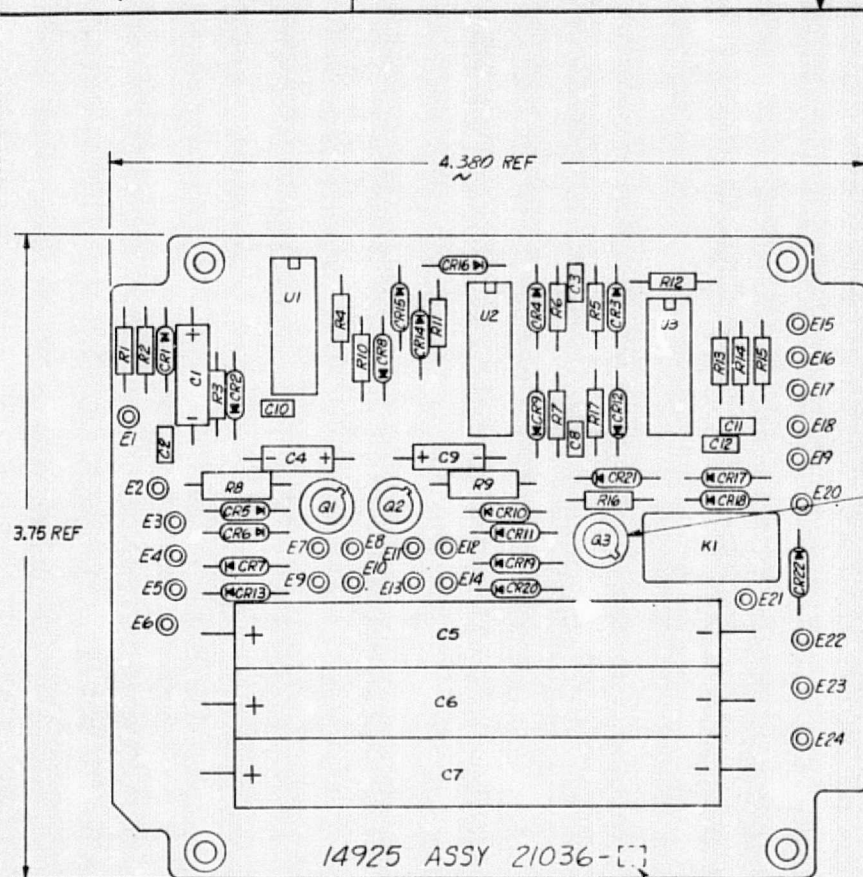 4.380 REF
3.75 REF
CR16
U1
U2
U3
R4
R10
CR8
CR15
CR14
R11
CR4
R6
C3
R5
CR3
R12
R1
R2
CR1
C1
+
-
R3
CR2
C10
C2
CR9
R7
C8
R17
CR12
R13
R14
R15
C11
C12
E15
E16
E17
E18
E19
E20
E1
E2
E3
E4
E5
E6
- C4 +
+ C9 -
R8
Q1
Q2
R9
CR21
R16
CR17
CR18
CR5
CR6
CR7
CR13
E7
E8
E9
E10
E11
E12
E13
E14
CR10
CR11
CR19
CR20
Q3
K1
CR22
E21
E22
E23
E24
+ C5 -
+ C6 -
+ C7 -
14925 ASSY 21036-